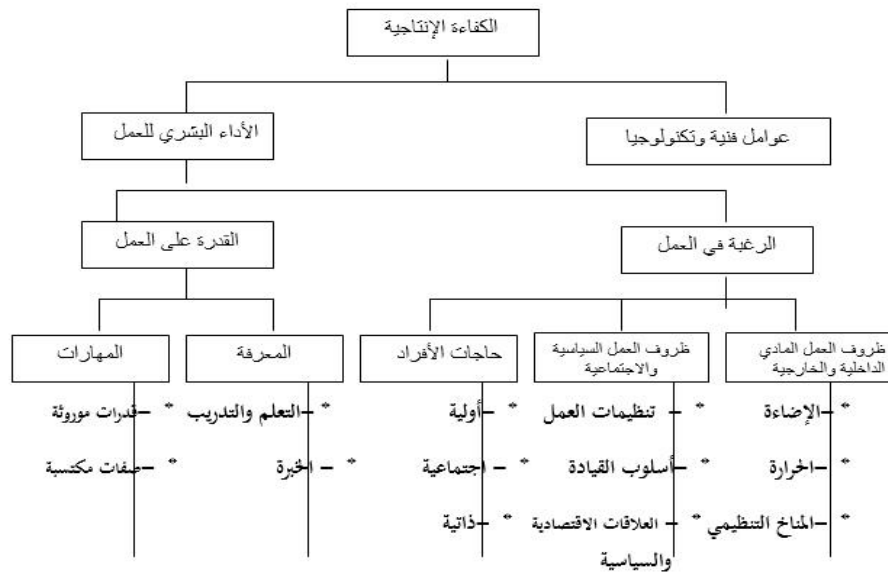 الكفاءة الإنتاجية
عوامل فنية وتكنولوجيا
الأداء البشري للعمل
الرغبة في العمل
القدرة على العمل
ظروف العمل المادي
الداخلية والخارجية
ظروف العمل السياسية
والاجتماعية
حاجات الأفراد
المعرفة
المهارات
الإضاءة
تنظيمات العمل
أولية
التعلم والتدريب
قدرات موروثة
الحرارة
أسلوب القيادة
اجتماعية
الخبرة
صفات مكتسبة
المناخ التنظيمي
العلاقات الاقتصادية
والسياسية
ذاتية